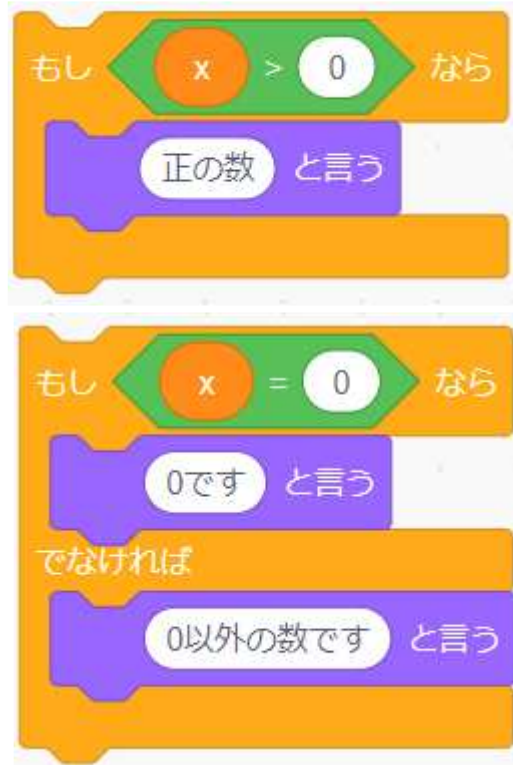 もし x > 0 なら
正の数 と言う
もし x = 0 なら
0です と言う
でなければ
0以外の数です と言う